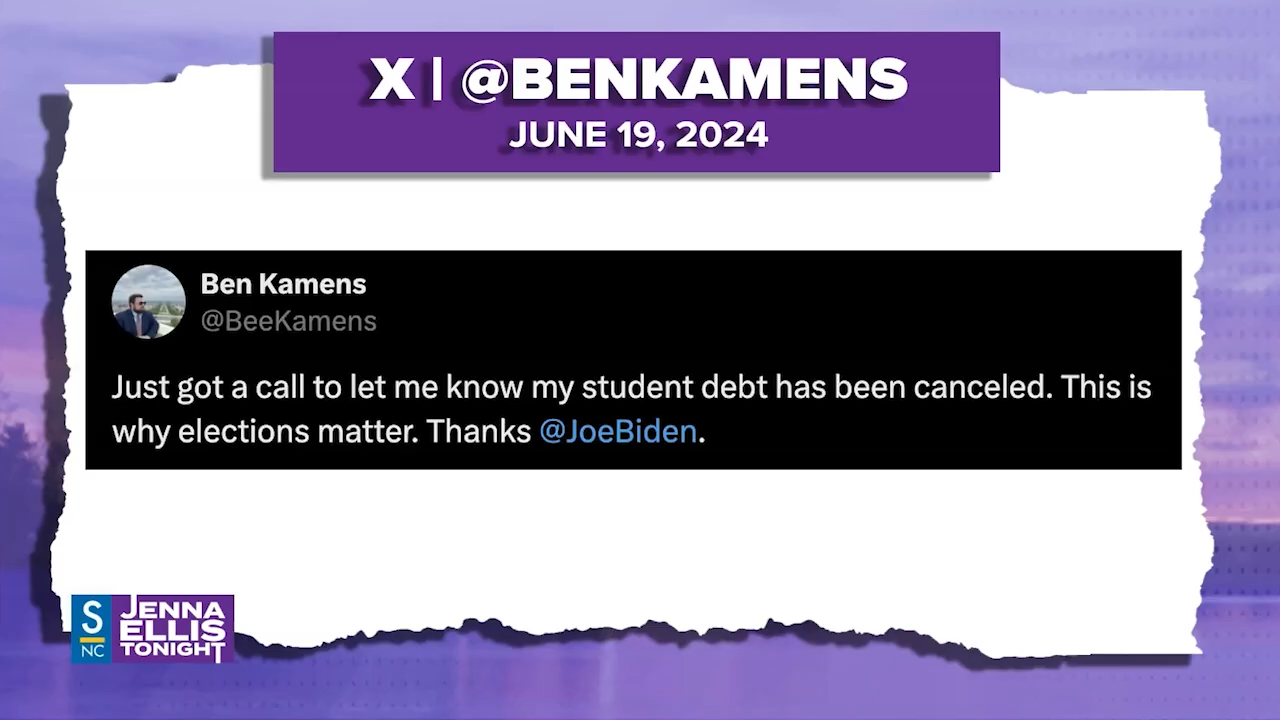 X | @BENKAMENS
JUNE 19, 2024
Ben Kamens
@BeeKamens
Just got a call to let me know my student debt has been canceled. This is
why elections matter. Thanks @JoeBiden.
S
NC
JENNA
ELLIS
TONIGHT